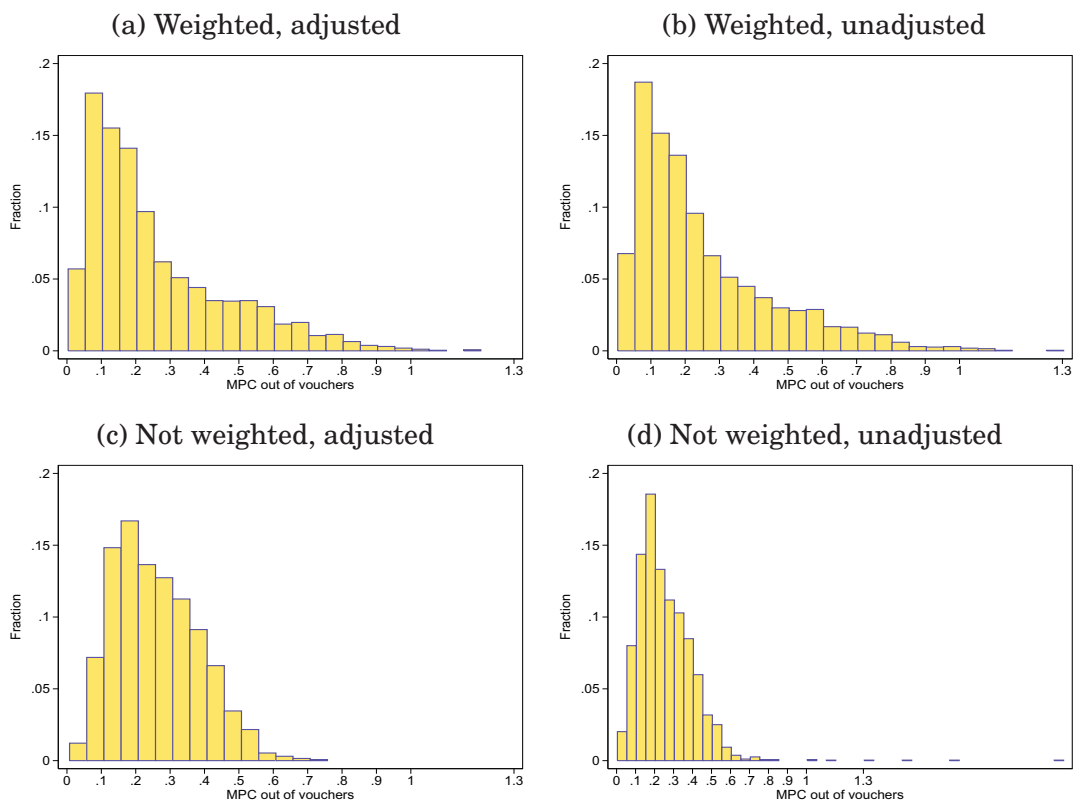 (a) Weighted, adjusted
.2
.15
.1
.05
0
Fraction
0 .1 .2 .3 .4 .5 .6 .7 .8 .9 1 1.3
MPC out of vouchers
(b) Weighted, unadjusted
.2
.15
.1
.05
0
Fraction
0 .1 .2 .3 .4 .5 .6 .7 .8 .9 1 1.3
MPC out of vouchers
(c) Not weighted, adjusted
.2
.15
.1
.05
0
Fraction
0 .1 .2 .3 .4 .5 .6 .7 .8 .9 1 1.3
MPC out of vouchers
(d) Not weighted, unadjusted
.2
.15
.1
.05
0
Fraction
0 .1 .2 .3 .4 .5 .6 .7 .8 .9 1 1.3
MPC out of vouchers